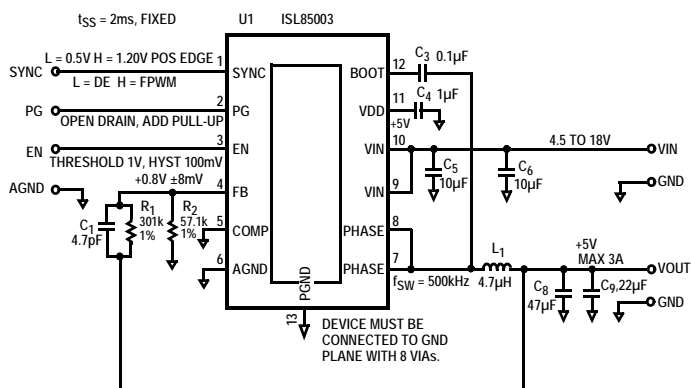 tSS = 2ms, FIXED
U1 ISL85003
L = 0.5V H = 1.20V POS EDGE
SYNC 1 SYNC
L = DE H = FPWM
PG 2 PG
OPEN DRAIN, ADD PULL-UP
EN 3 EN
THRESHOLD 1V, HYST 100mV
AGND +0.8V ±8mV 4 FB
C1 4.7pF
R1 301k 1%
R2 57.1k 1%
5 COMP
6 AGND
PGND 13
DEVICE MUST BE
CONNECTED TO GND
PLANE WITH 8 VIAs.
BOOT 12 C3 0.1µF
VDD 11 C4 1µF
+5V
VIN 10 4.5 TO 18V VIN
C5 10µF
C6 10µF
GND
VIN 9
PHASE 8
PHASE 7
fSW = 500kHz
L1
4.7µH
+5V
MAX 3A
VOUT
C8 47µF
C9,22µF
GND